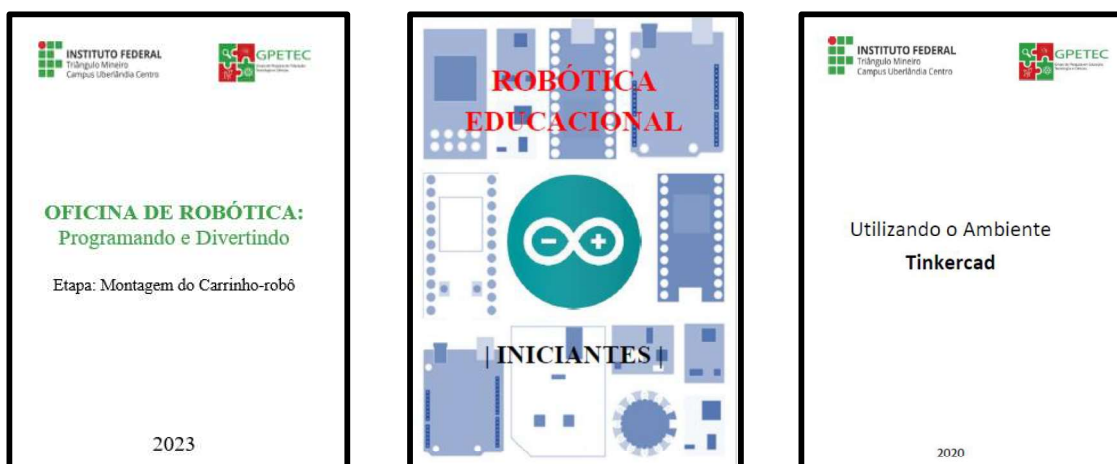 INSTITUTO FEDERAL
Triângulo Mineiro
Campus Uberlândia Centro
GPETEC
OFICINA DE ROBÓTICA:
Programando e Divertindo
Etapa: Montagem do Carrinho-robô
2023
ROBÓTICA
EDUCACIONAL
| INICIANTES |
INSTITUTO FEDERAL
Triângulo Mineiro
Campus Uberlândia Centro
GPETEC
Utilizando o Ambiente
Tinkercad
2020